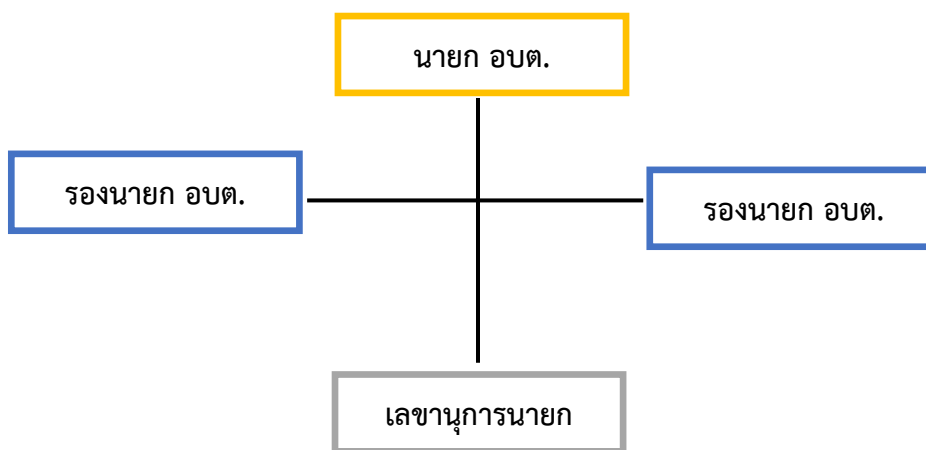 นายก อบต.
รองนายก อบต.
รองนายก อบต.
เลขานุการนายก